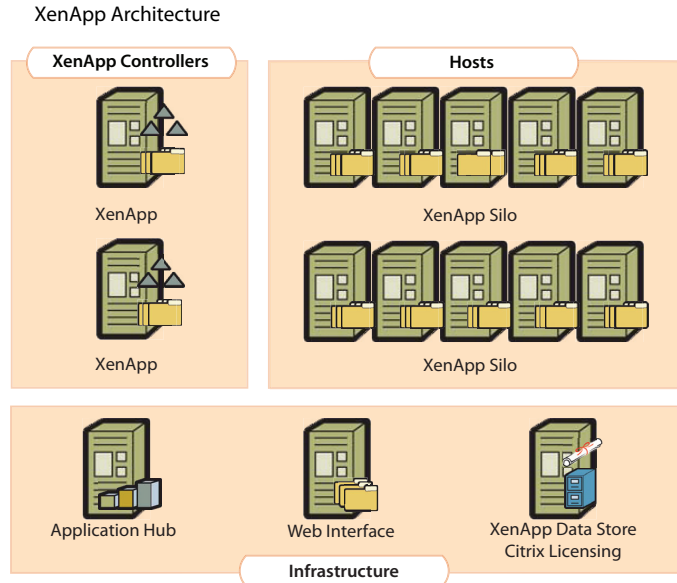 XenApp Architecture
XenApp Controllers
Hosts
XenApp
XenApp Silo
XenApp
XenApp Silo
Application Hub
Web Interface
XenApp Data Store
Citrix Licensing
Infrastructure